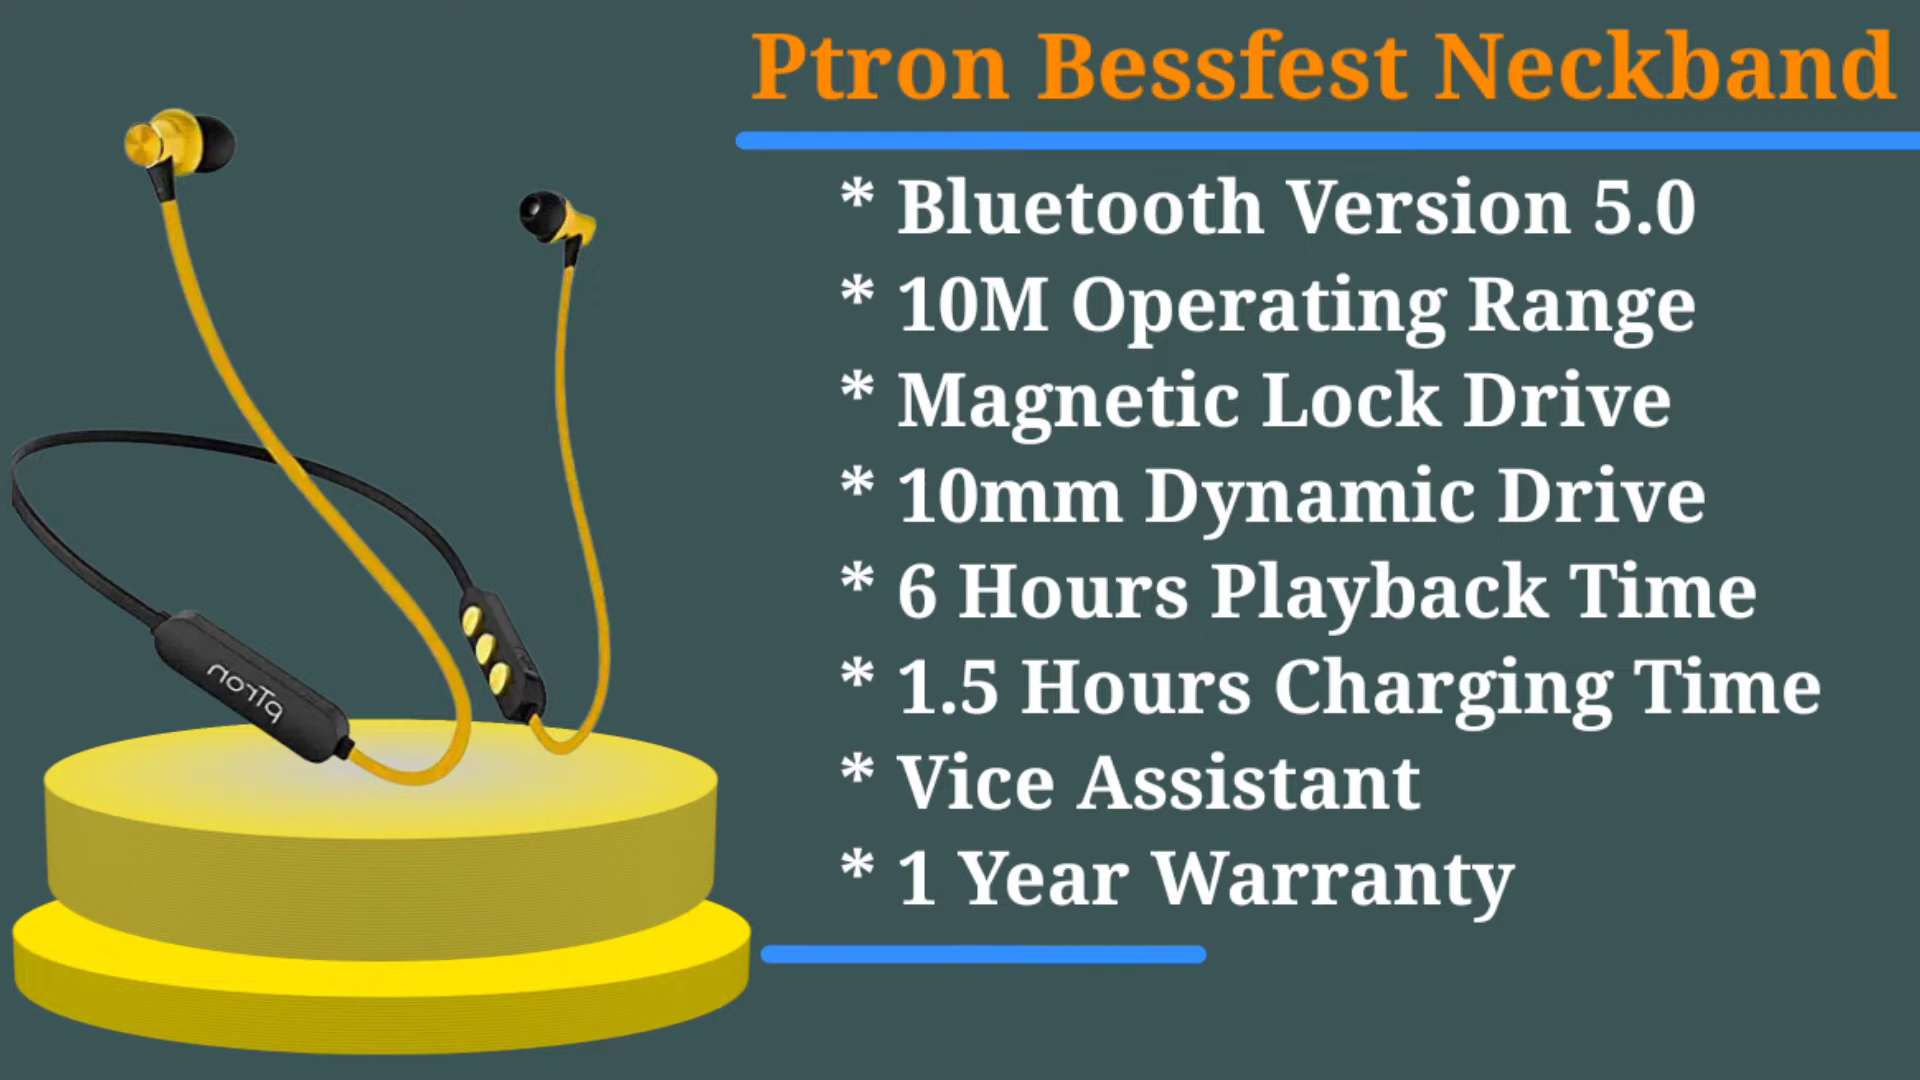 Ptron Bessfest Neckband
* Bluetooth Version 5.0
* 10M Operating Range
* Magnetic Lock Drive
* 10mm Dynamic Drive
* 6 Hours Playback Time
* 1.5 Hours Charging Time
* Vice Assistant
* 1 Year Warranty
pTron